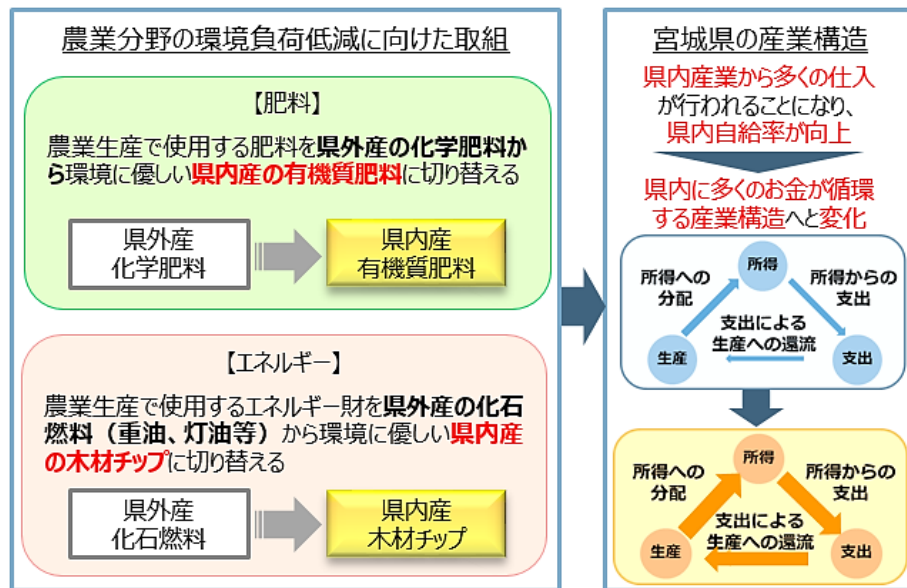 農業分野の環境負荷低減に向けた取組
【肥料】
農業生産で使用する肥料を県外産の化学肥料か
ら環境に優しい県内産の有機質肥料に切り替える
県外産
化学肥料
県内産
有機質肥料
【エネルギー】
農業生産で使用するエネルギー財を県外産の化石
燃料（重油、灯油等）から環境に優しい県内産
の木材チップに切り替える
県外産
化石燃料
県内産
木材チップ
宮城県の産業構造
県内産業から多くの仕入
が行われることになり、
県内自給率が向上
県内に多くのお金が循環
する産業構造へと変化
所得
所得への
分配
所得からの
支出
支出による
生産への還流
生産
支出
所得
所得への
分配
所得からの
支出
支出による
生産への還流
生産
支出